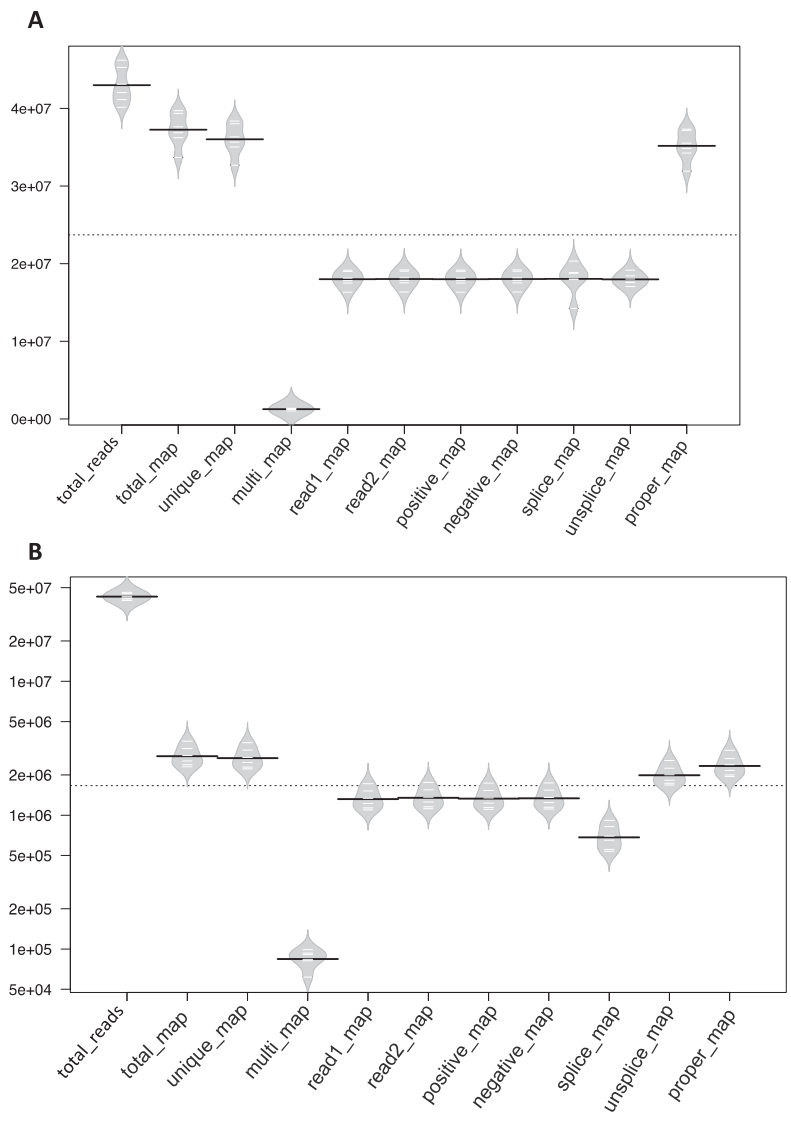 A
4e+07
3e+07
2e+07
1e+07
0e+00
total_reads
total_map
unique_map
multi_map
read1_map
read2_map
positive_map
negative_map
splice_map
unsplice_map
proper_map
B
5e+07
2e+07
1e+07
5e+06
2e+06
1e+06
5e+05
2e+05
1e+05
5e+04
total_reads
total_map
unique_map
multi_map
read1_map
read2_map
positive_map
negative_map
splice_map
unsplice_map
proper_map